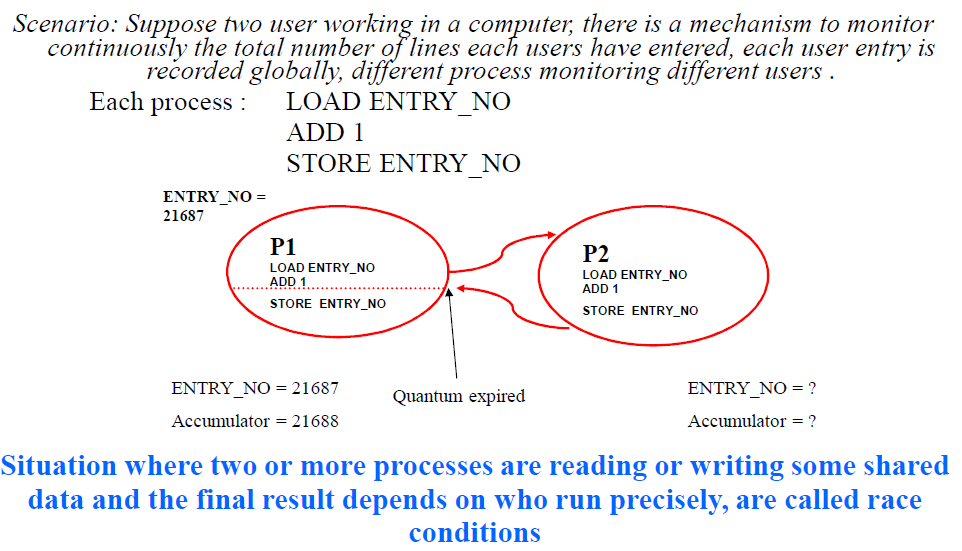 Scenario: Suppose two user working in a computer, there is a mechanism to monitor
continuously the total number of lines each users have entered, each user entry is
recorded globally, different process monitoring different users .
Each process : LOAD ENTRY_NO
ADD 1
STORE ENTRY_NO
ENTRY_NO =
21687
P1
LOAD ENTRY_NO
ADD 1
STORE ENTRY_NO
P2
LOAD ENTRY_NO
ADD 1
STORE ENTRY_NO
ENTRY_NO = 21687
Accumulator = 21688
Quantum expired
ENTRY_NO = ?
Accumulator = ?
Situation where two or more processes are reading or writing some shared
data and the final result depends on who run precisely, are called race
conditions